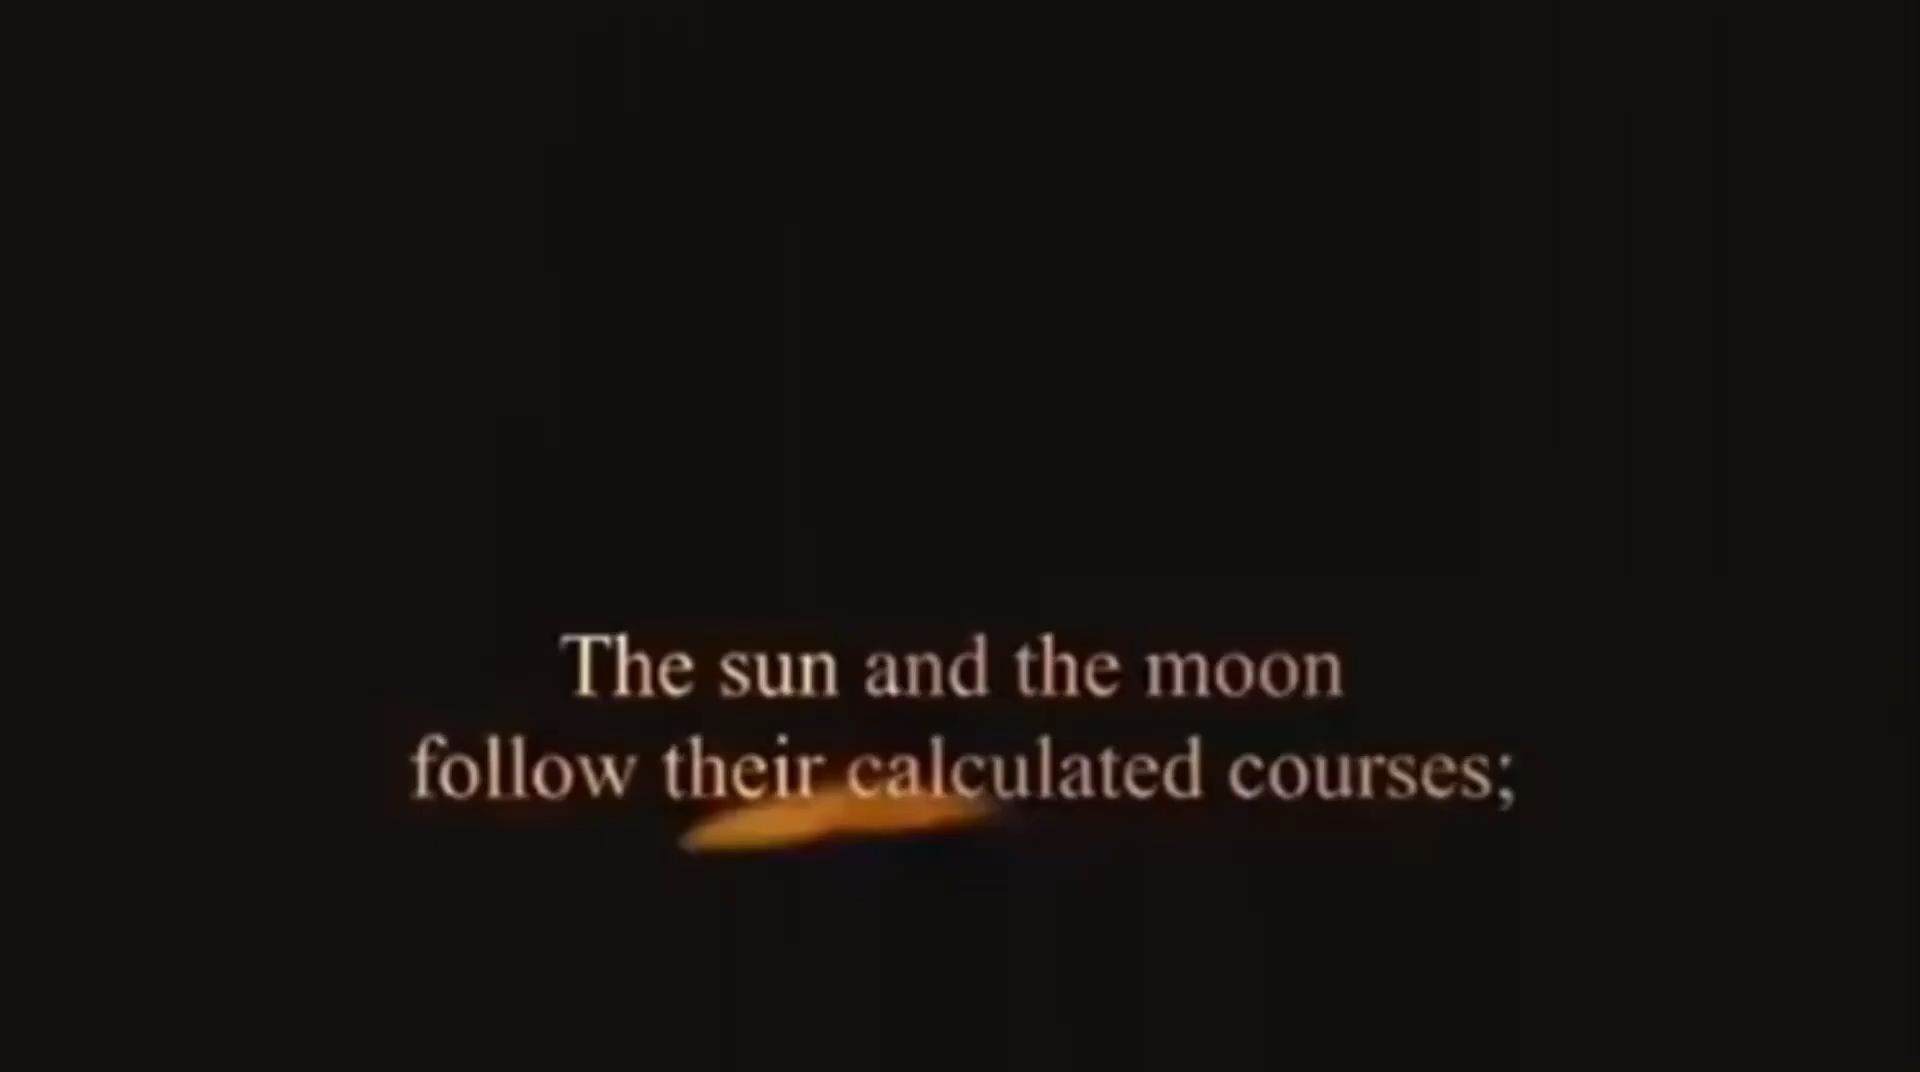 The sun and the moon
follow their calculated courses;